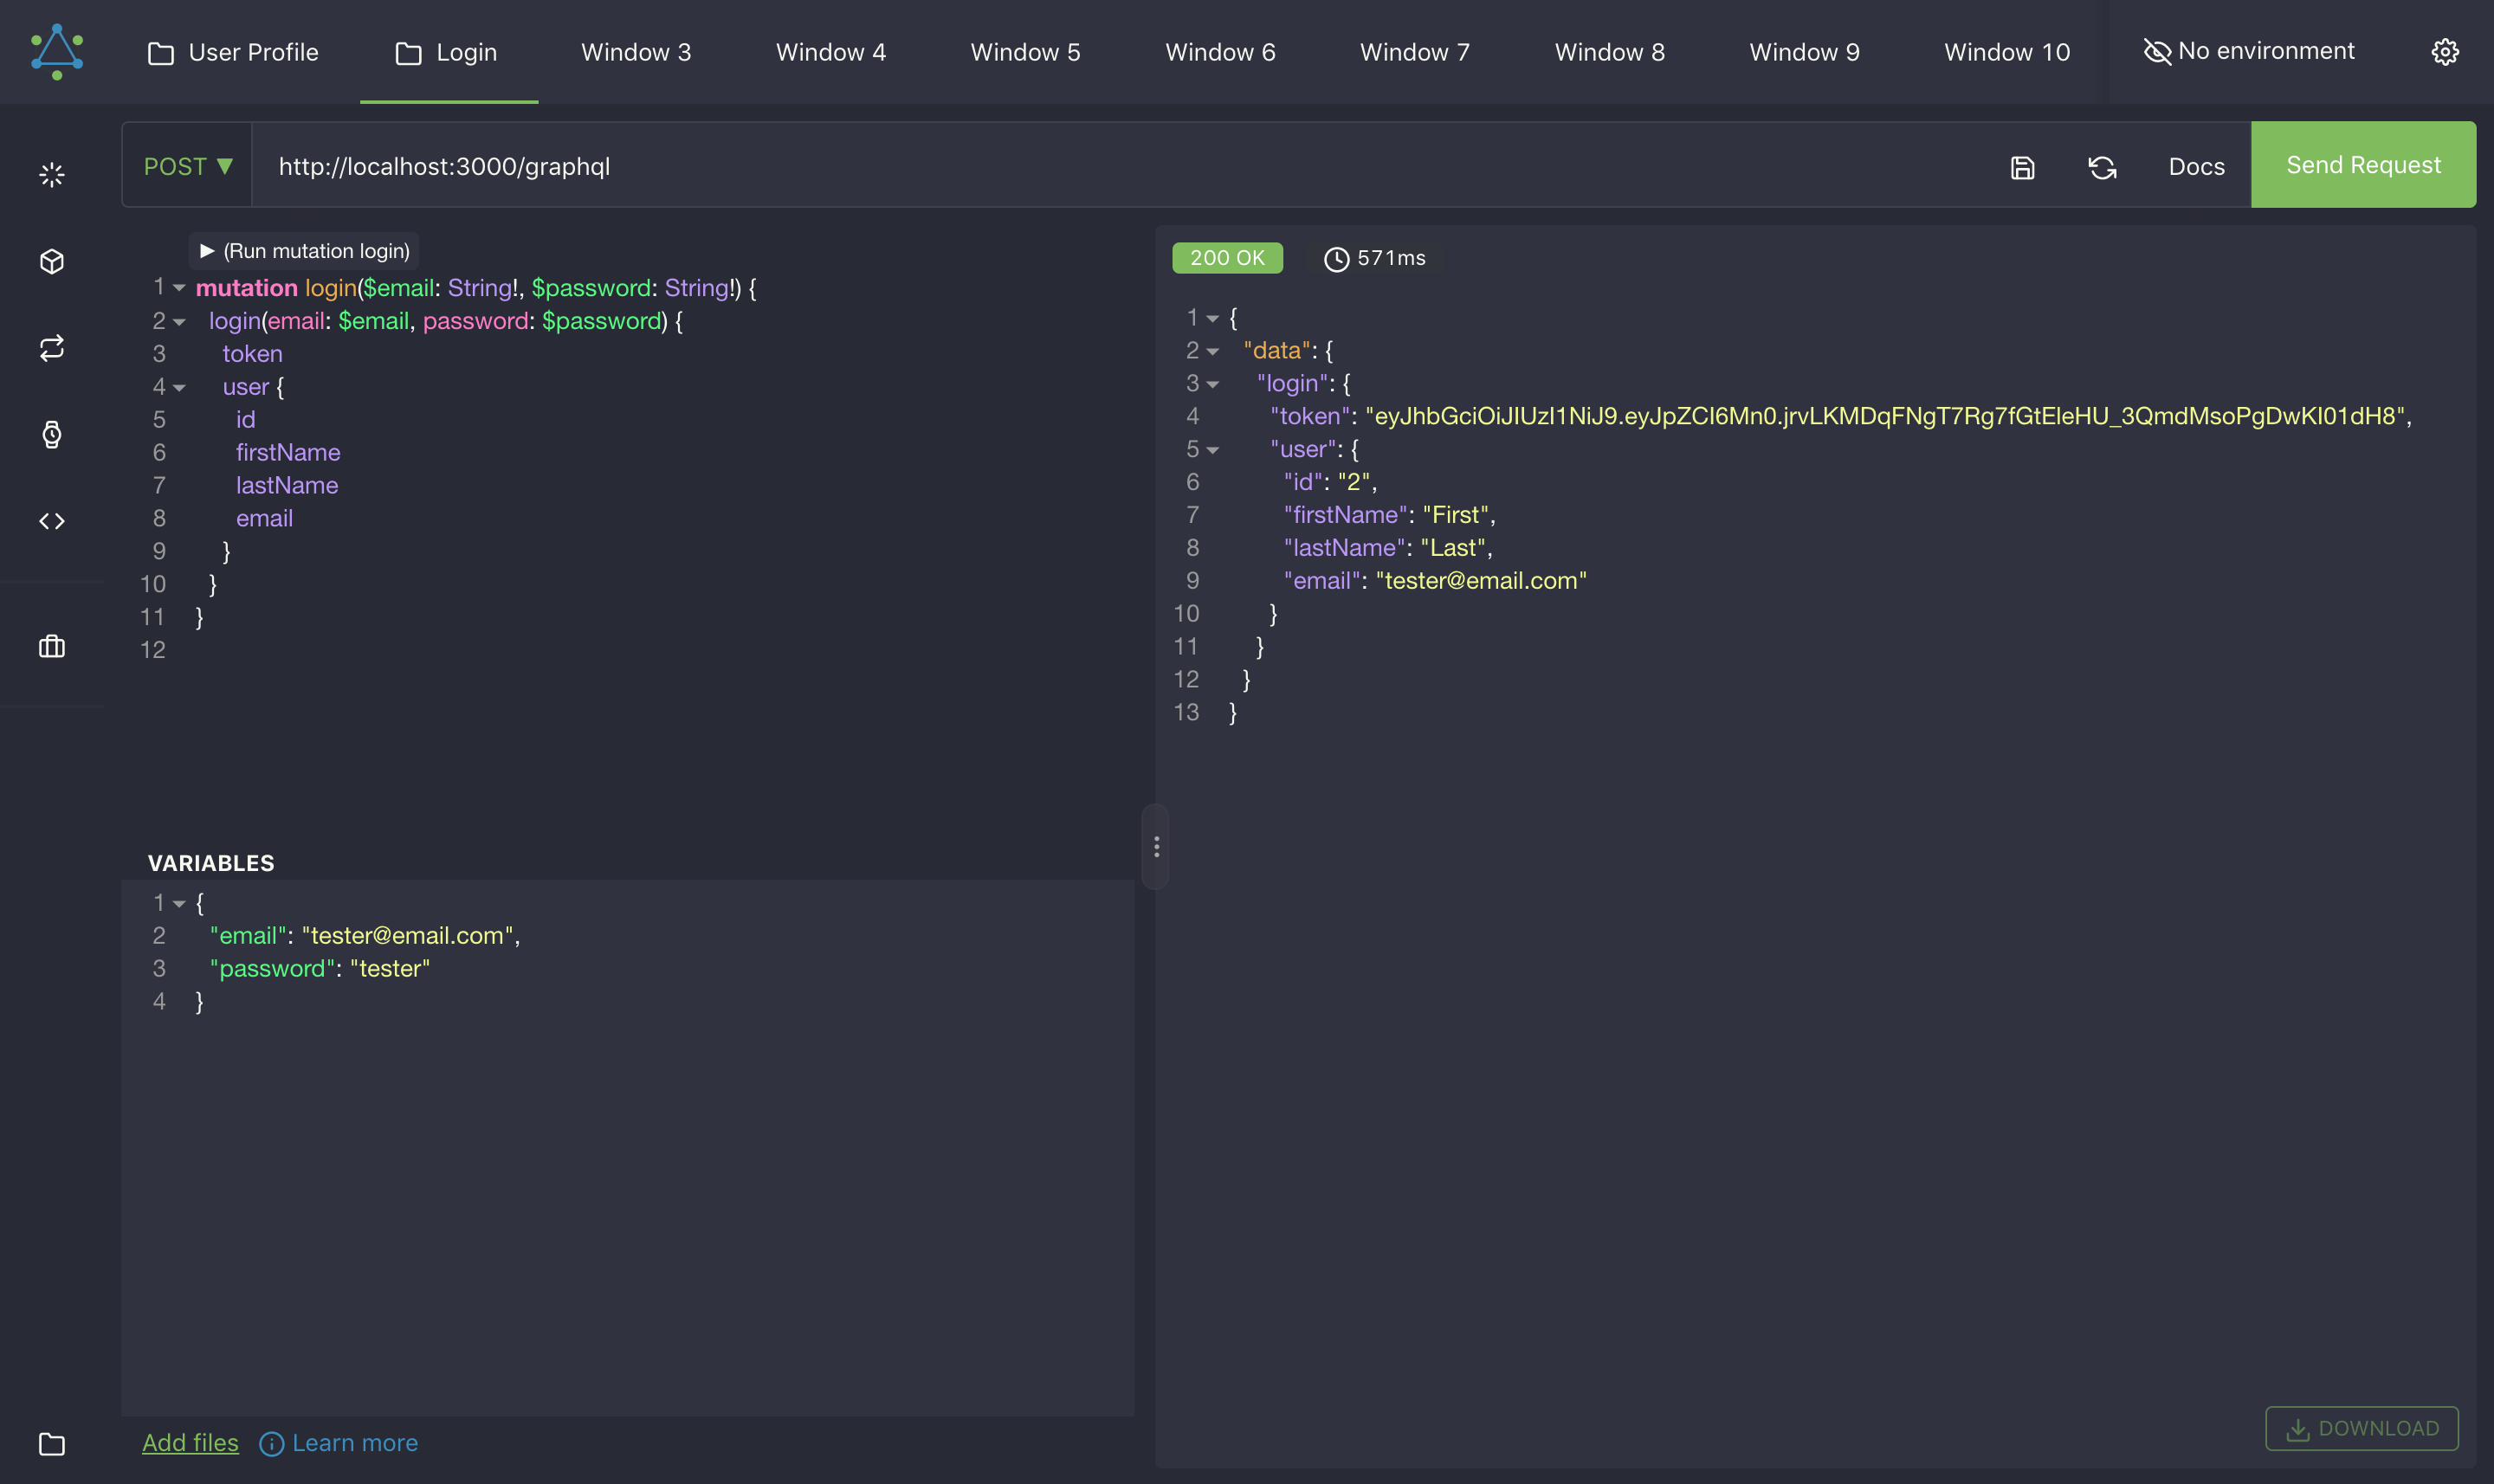 User Profile
Login
Window 3
Window 4
Window 5
Window 6
Window 7
Window 8
Window 9
Window 10
No environment
POST ▼
http://localhost:3000/graphql
Docs
Send Request
▶ (Run mutation login)
1 mutation login($email: String!, $password: String!) {
2 login(email: $email, password: $password) {
3 token
4 user {
5 id
6 firstName
7 lastName
8 email
9 }
10 }
11 }
12
VARIABLES
1 {
2 "email": "tester@email.com",
3 "password": "tester"
4 }
Add files
Learn more
200 OK
571ms
1 {
2 "data": {
3 "login": {
4 "token": "eyJhbGciOiJIUzI1NiJ9.eyJpZCI6Mn0.jrvLKMDqFNgT7Rg7fGtEleHU_3QmdMsoPgDwKl01dH8",
5 "user": {
6 "id": "2",
7 "firstName": "First",
8 "lastName": "Last",
9 "email": "tester@email.com"
10 }
11 }
12 }
13 }
DOWNLOAD